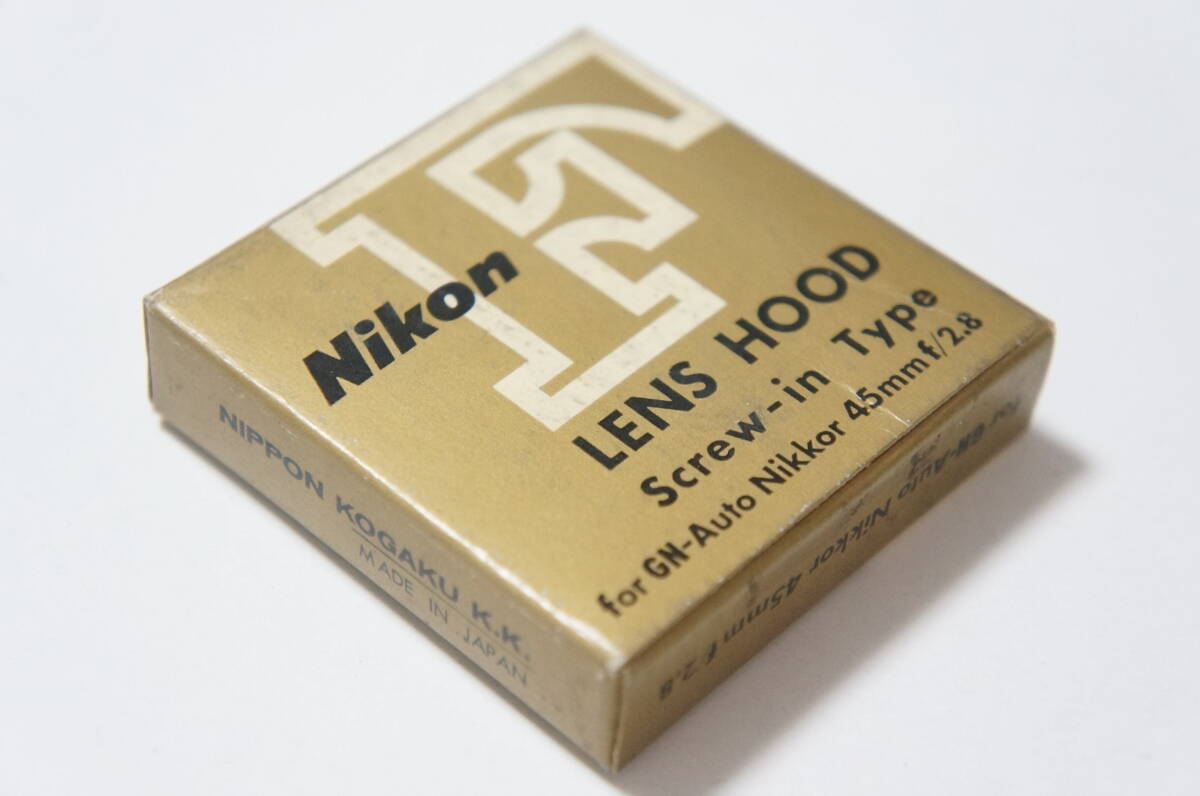 F
Nikon
LENS HOOD
Screw-in Type
for GN-Auto Nikkor 45mm f/2.8
NIPPON KOGAKU K.K.
MADE IN JAPAN
for GN-Auto Nikkor 45mm f:2.8